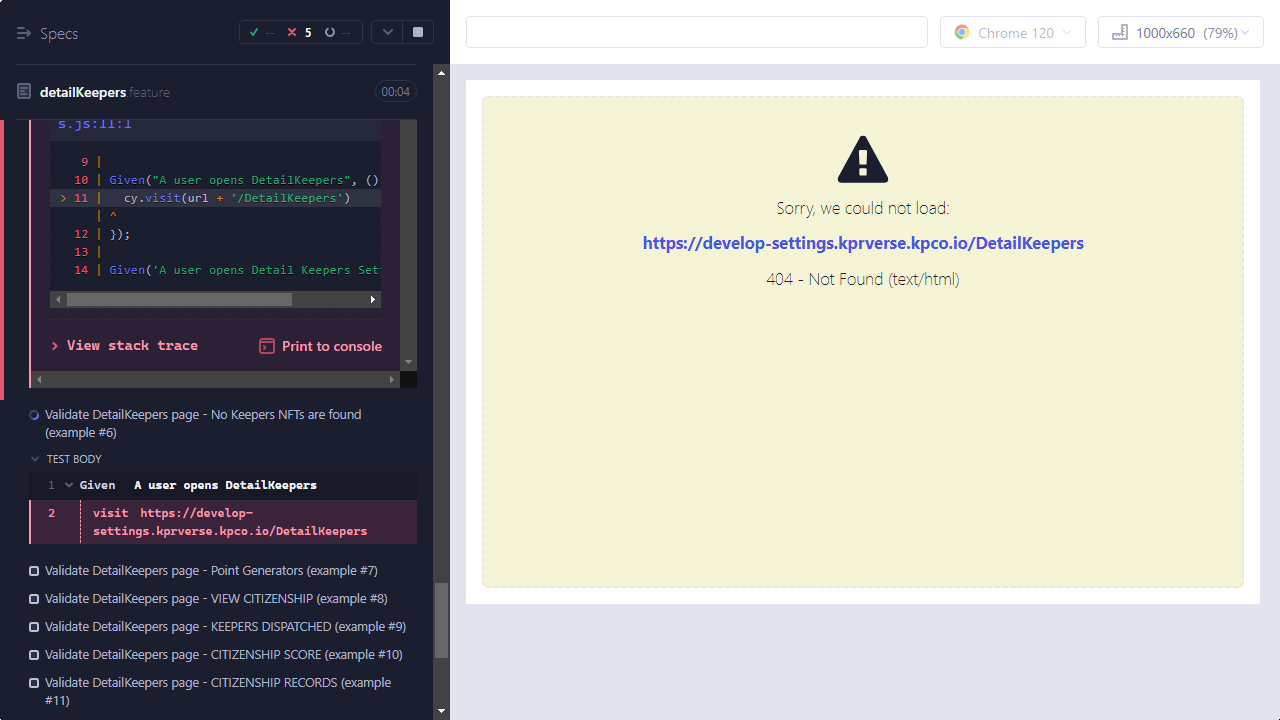 Specs
--
5
--
Chrome 120
1000x660 (79%)
detailKeepers.feature
00:04
s.js:11:1
9 |
10 | Given("A user opens DetailKeepers", ()
> 11 |   cy.visit(url + '/DetailKeepers')
| ^
12 | });
13 |
14 | Given('A user opens Detail Keepers Set
View stack trace
Print to console
Validate DetailKeepers page - No Keepers NFTs are found
(example #6)
TEST BODY
1 Given A user opens DetailKeepers
2 visit https://develop-
settings.kprverse.kpco.io/DetailKeepers
Validate DetailKeepers page - Point Generators (example #7)
Validate DetailKeepers page - VIEW CITIZENSHIP (example #8)
Validate DetailKeepers page - KEEPERS DISPATCHED (example #9)
Validate DetailKeepers page - CITIZENSHIP SCORE (example #10)
Validate DetailKeepers page - CITIZENSHIP RECORDS (example
#11)
Sorry, we could not load:
https://develop-settings.kprverse.kpco.io/DetailKeepers
404 - Not Found (text/html)